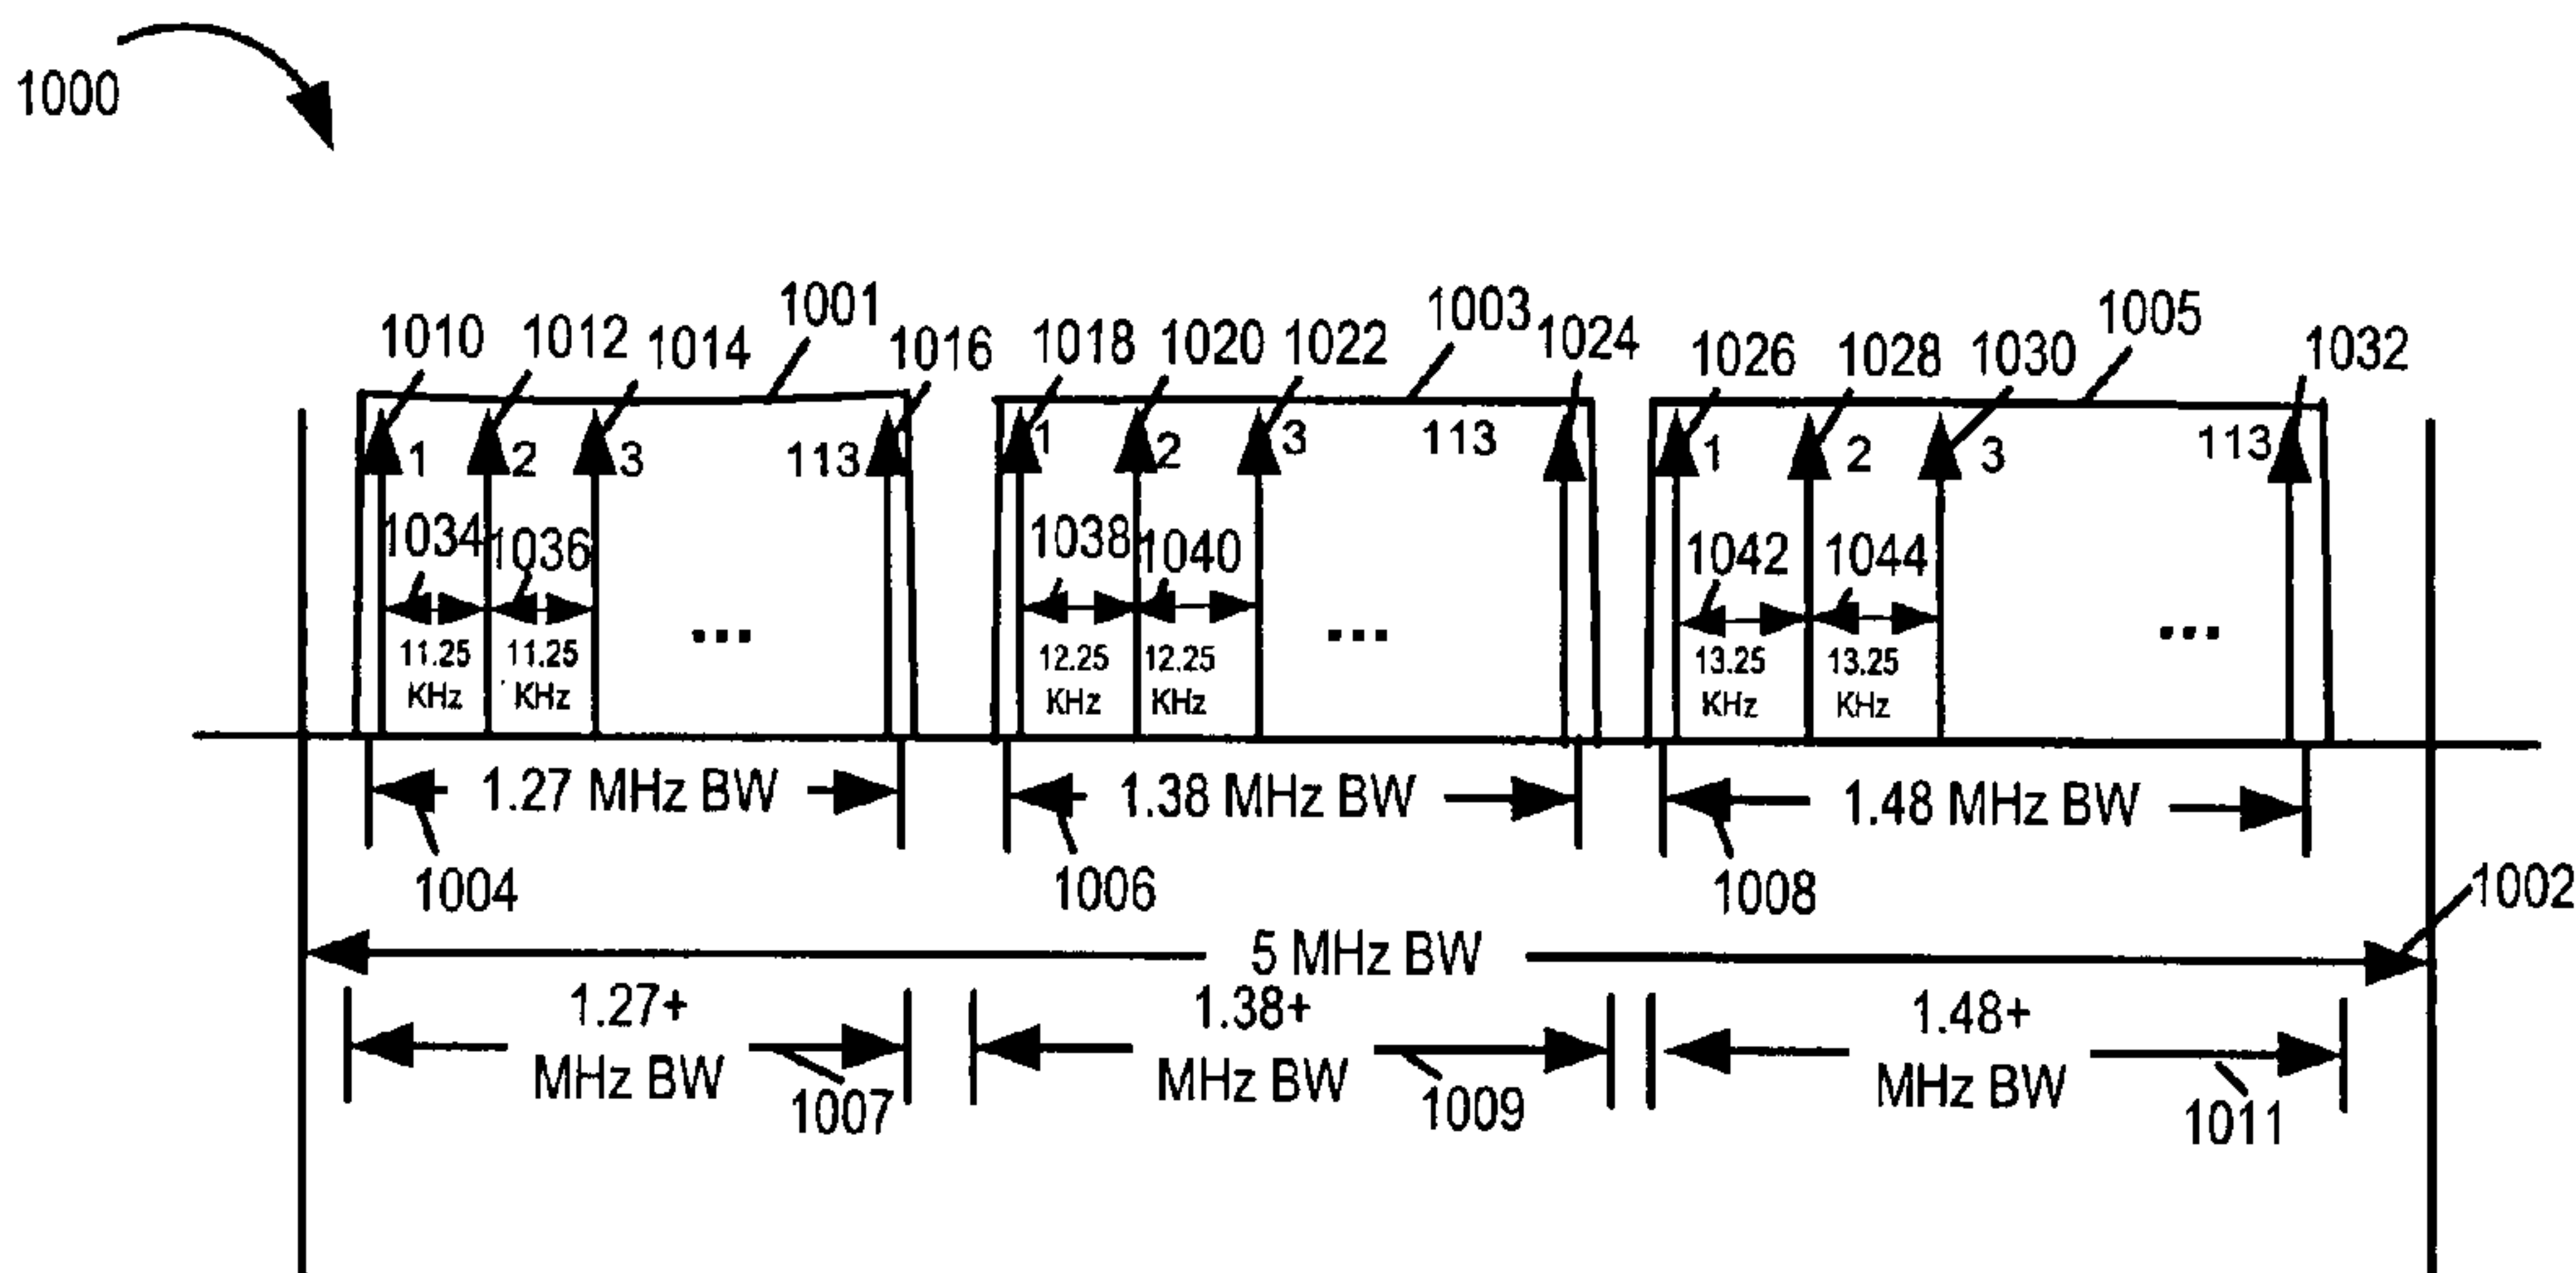 1000
1010 1012 1014 1001 1016 1018 1020 1022 1003 1024 1026 1028 1030 1005 1032
1 2 3 113 1 2 3 113 1 2 3 113
1034 1036 1038 1040 1042 1044
... ... ...
11.25 11.25 12.25 12.25 13.25 13.25
KHz KHz KHz KHz KHz KHz
1.27 MHz BW 1.38 MHz BW 1.48 MHz BW
1004 1006 1008 1002
5 MHz BW
1.27+ 1.38+ 1.48+
MHz BW MHz BW MHz BW
1007 1009 1011